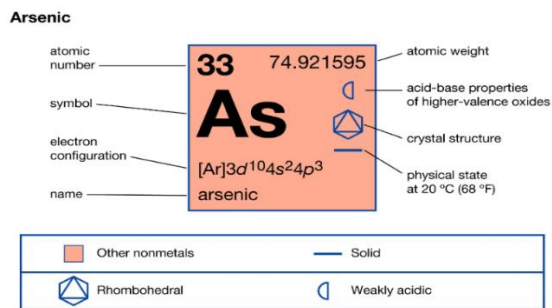 Arsenic
atomic
number
33
74.921595
atomic weight
symbol
As
acid-base properties
of higher-valence oxides
crystal structure
electron
configuration
[Ar]3d¹⁰4s²4p³
physical state
at 20 °C (68 °F)
name
arsenic
Other nonmetals
Solid
Rhombohedral
Weakly acidic